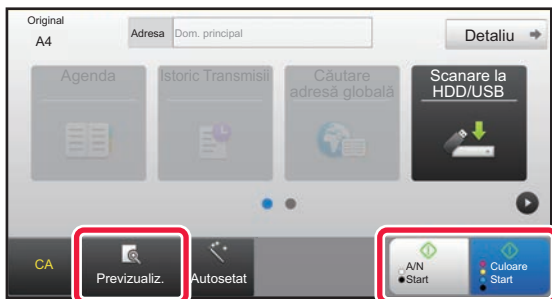 Original
A4
Adresa
Dom. principal
Detaliu
Agenda
Istoric Transmisii
Căutare
adresă globală
Scanare la
HDD/USB
CA
Previzualiz.
Autosetat
A/N
Start
Culoare
Start